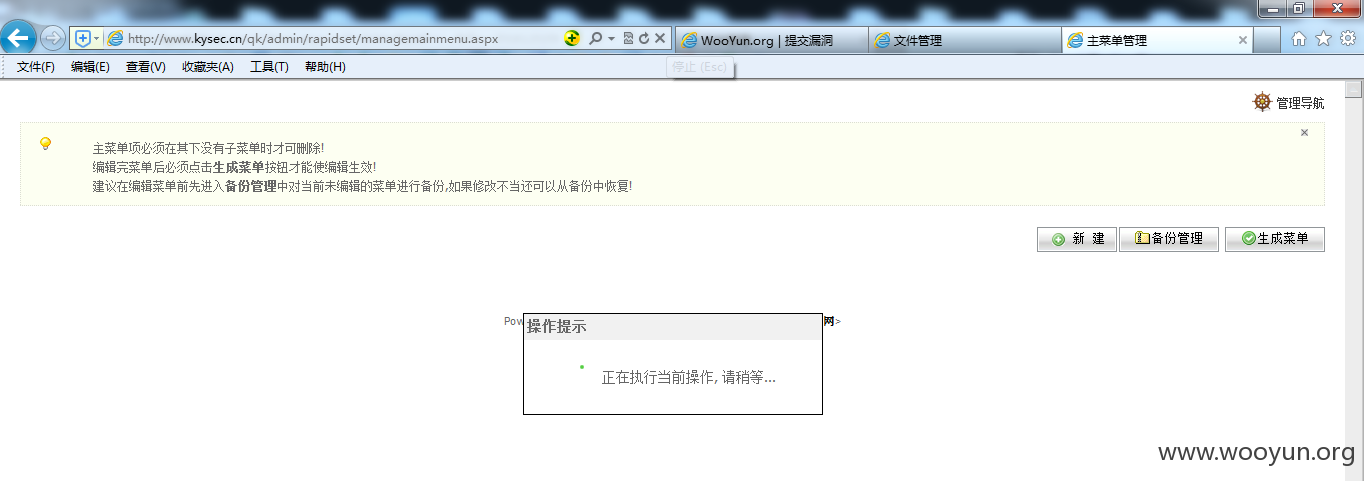 http://www.kysec.cn/qk/admin/rapidset/managemainmenu.aspx
WooYun.org | 提交漏洞
文件管理
主菜单管理
文件(F) 编辑(E) 查看(V) 收藏夹(A) 工具(T) 帮助(H)
停止 (Esc)
管理导航
主菜单项必须在其下没有子菜单时才可删除!
编辑完菜单后必须点击生成菜单按钮才能使编辑生效!
建议在编辑菜单前先进入备份管理中对当前未编辑的菜单进行备份,如果修改不当还可以从备份中恢复!
新 建 备份管理 生成菜单
Pow 网>
操作提示
正在执行当前操作, 请稍等...
www.wooyun.org